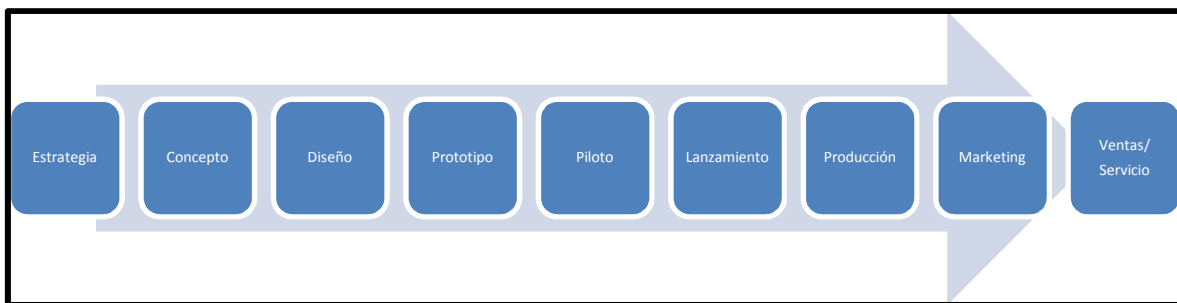 Estrategia
Concepto
Diseño
Prototipo
Piloto
Lanzamiento
Producción
Marketing
Ventas/
Servicio